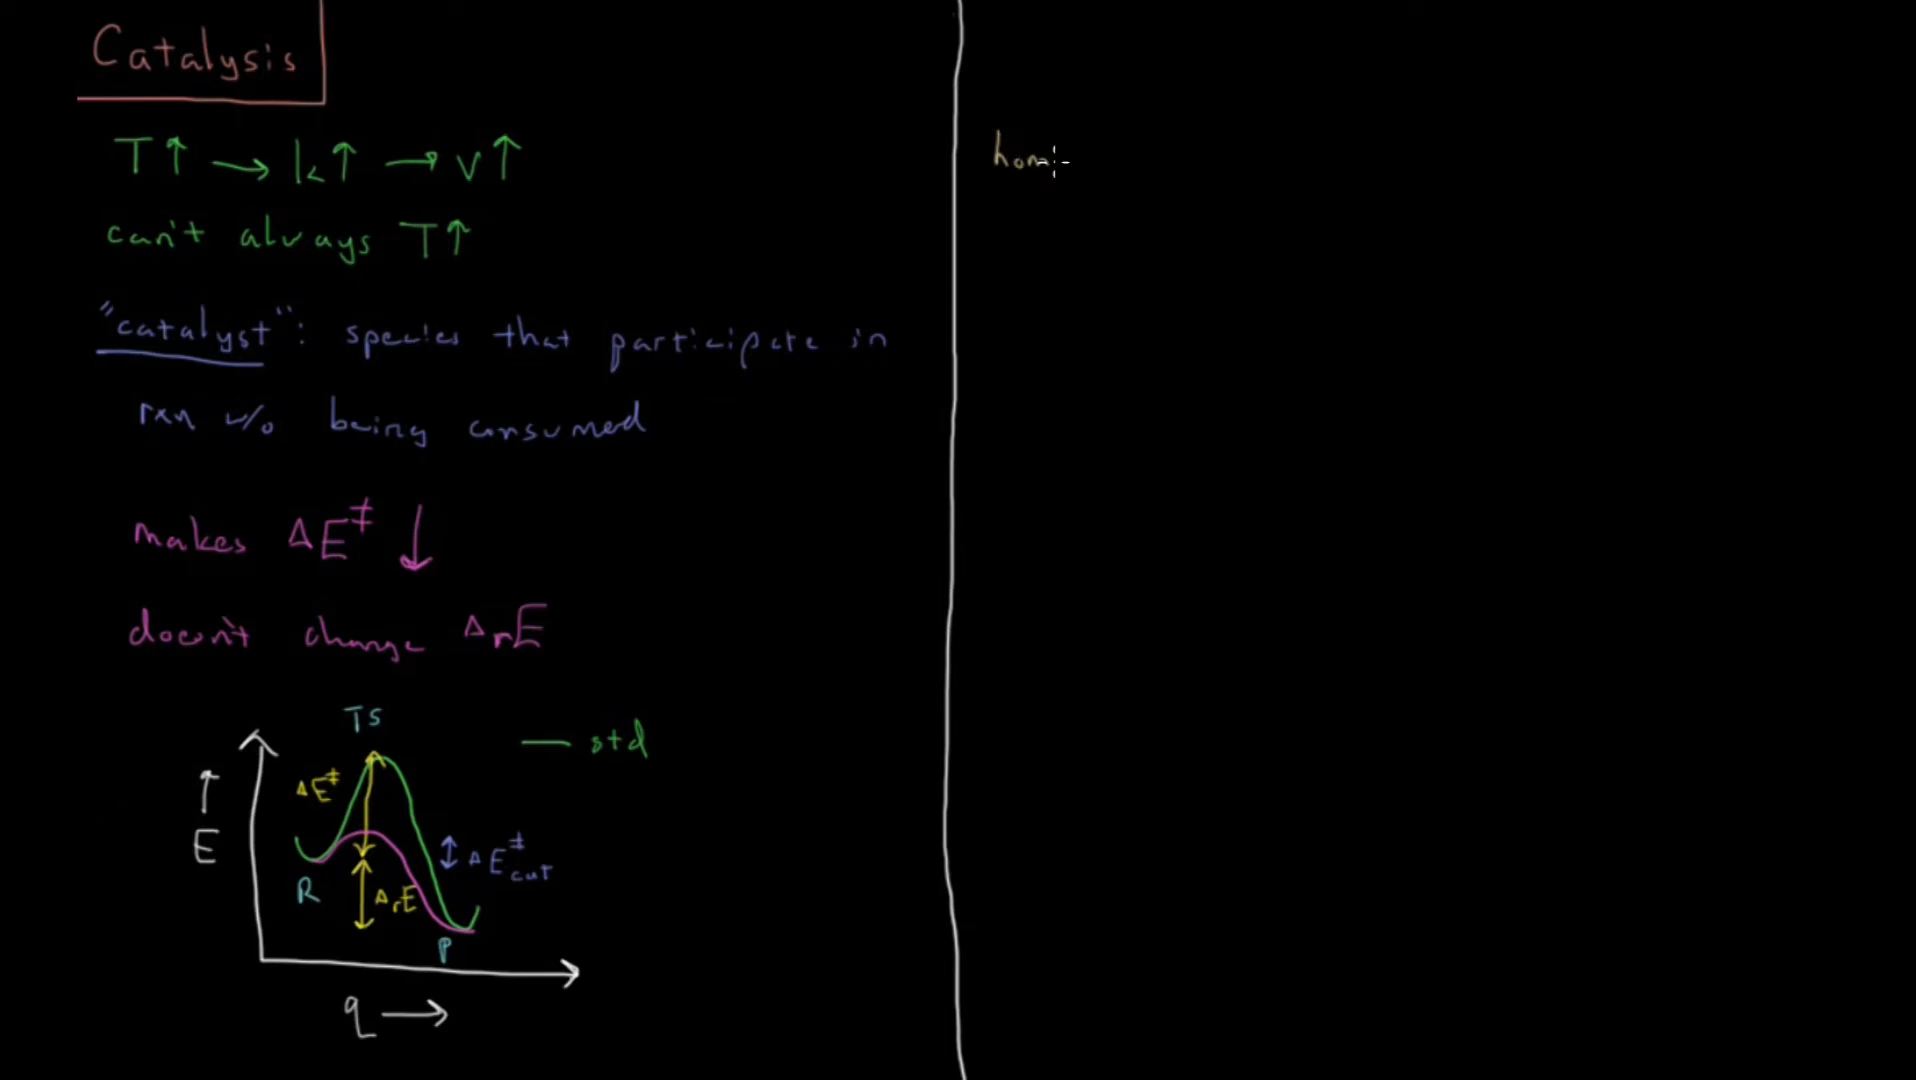 Catalysis
T↑ → k↑ → v↑
can't always T↑
"catalyst": species that participate in
rxn w/o being consumed
makes ΔE‡ ↓
doesn't change ΔrE
TS
— std
ΔE‡
↑
E
ΔE‡cat
R
ΔrE
P
q →
hom